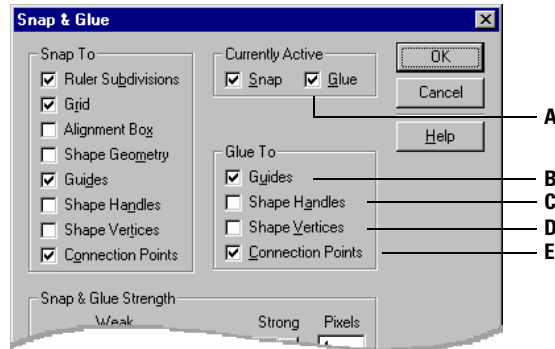 Snap & Glue
Snap To
Ruler Subdivisions
Grid
Alignment Box
Shape Geometry
Guides
Shape Handles
Shape Vertices
Connection Points
Currently Active
Snap Glue
Glue To
Guides
Shape Handles
Shape Vertices
Connection Points
OK
Cancel
Help
A
B
C
D
E
Snap & Glue Strength
Weak Strong Pixels